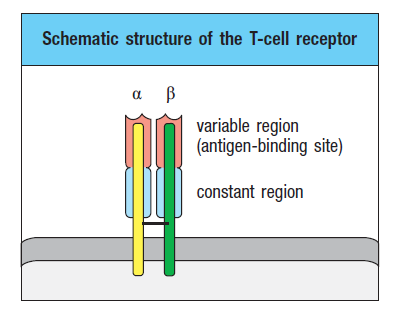 Schematic structure of the T-cell receptor
α β
variable region
(antigen-binding site)
constant region